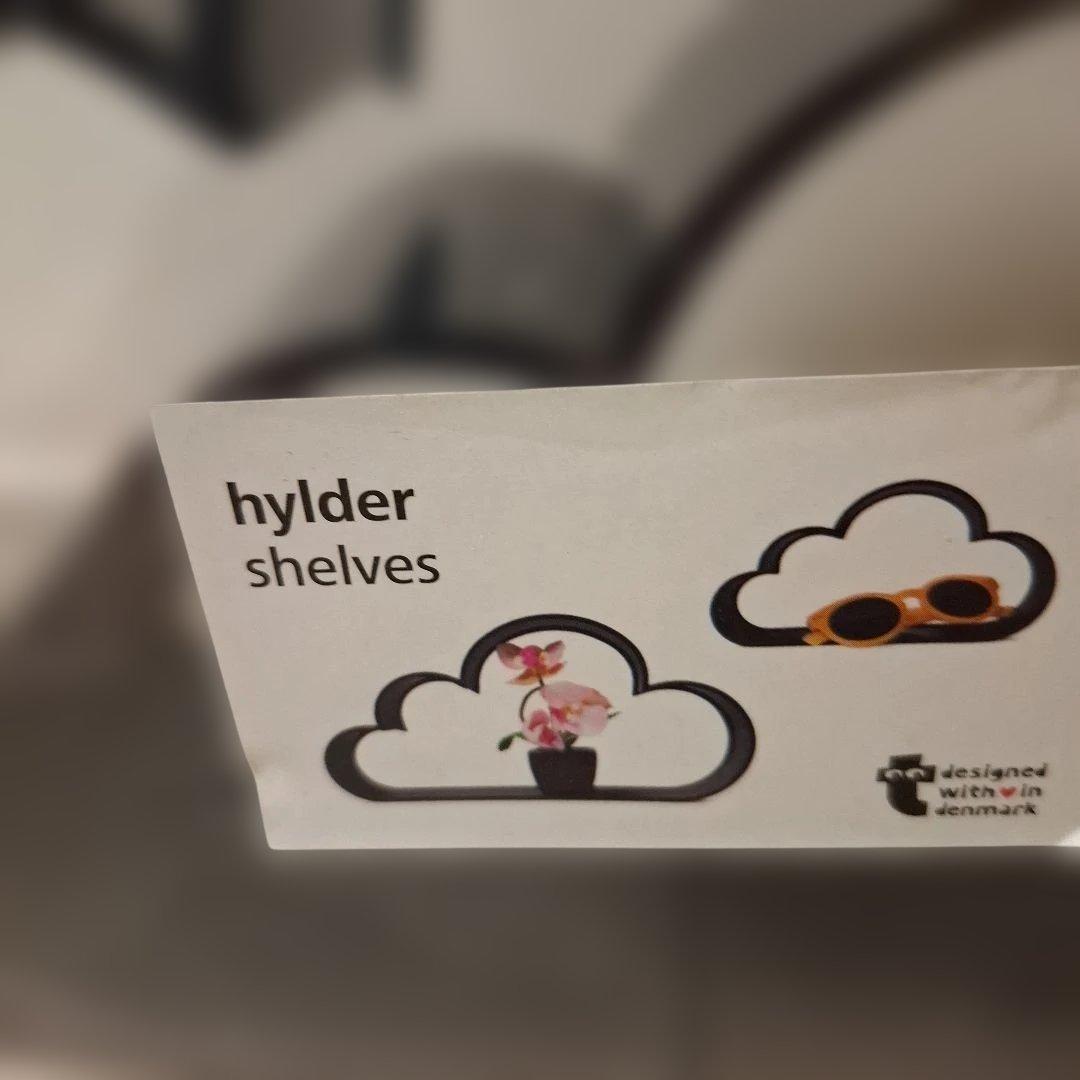 hylder
shelves
designed
with ❤ in
denmark